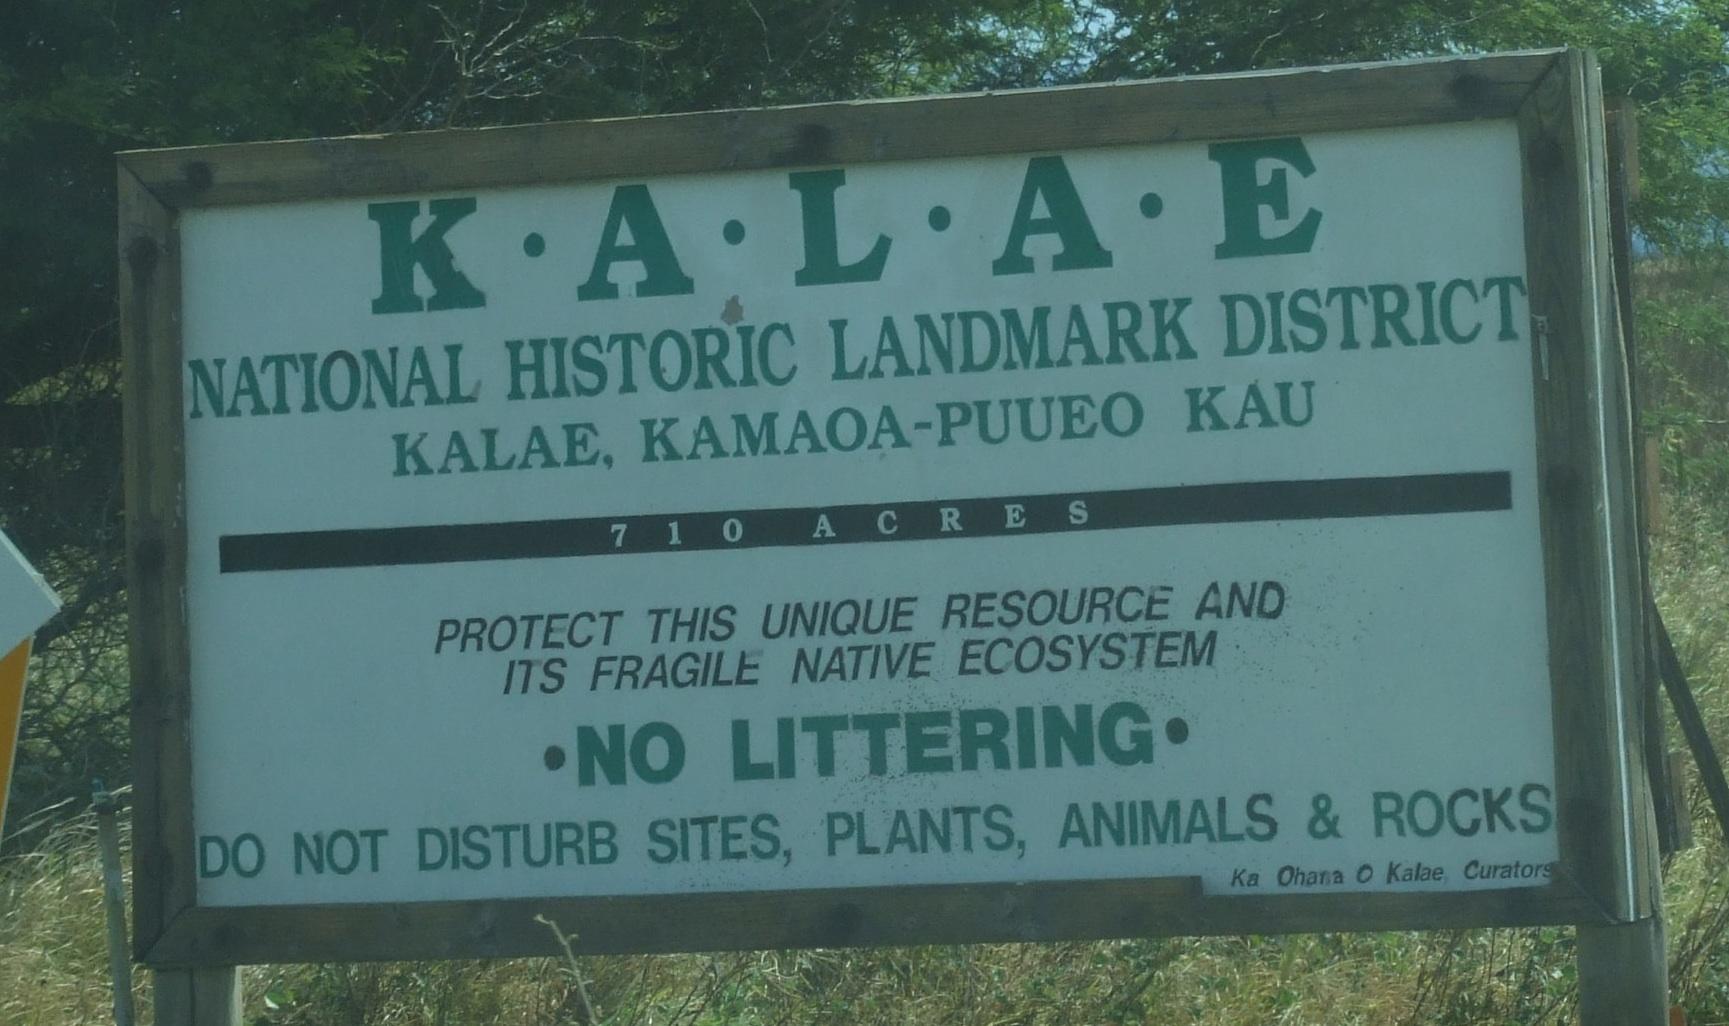 K·A·L·A·E
NATIONAL HISTORIC LANDMARK DISTRICT
KALAE, KAMAOA-PUUEO KAU
710 ACRES
PROTECT THIS UNIQUE RESOURCE AND
ITS FRAGILE NATIVE ECOSYSTEM
•NO LITTERING•
DO NOT DISTURB SITES, PLANTS, ANIMALS & ROCKS
Ka Ohana O Kalae, Curators